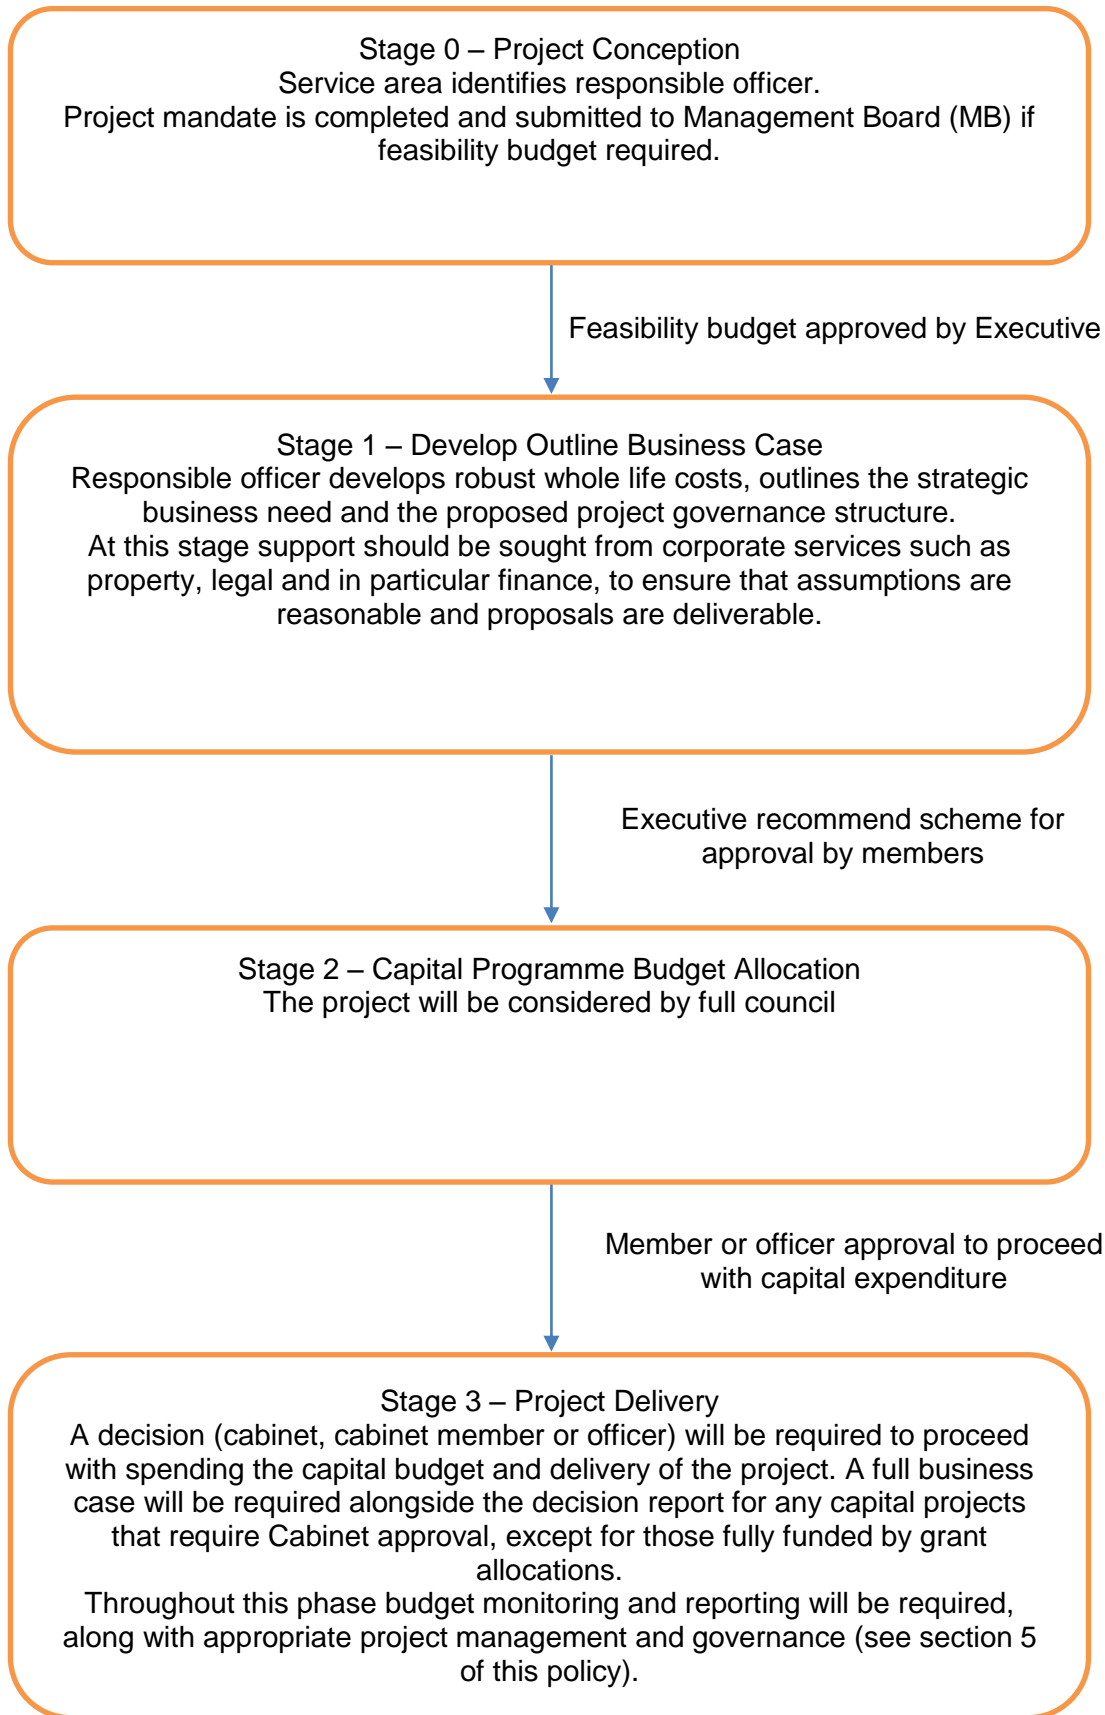 Stage 0 – Project Conception
Service area identifies responsible officer.
Project mandate is completed and submitted to Management Board (MB) if
feasibility budget required.
Feasibility budget approved by Executive
Stage 1 – Develop Outline Business Case
Responsible officer develops robust whole life costs, outlines the strategic
business need and the proposed project governance structure.
At this stage support should be sought from corporate services such as
property, legal and in particular finance, to ensure that assumptions are
reasonable and proposals are deliverable.
Executive recommend scheme for
approval by members
Stage 2 – Capital Programme Budget Allocation
The project will be considered by full council
Member or officer approval to proceed
with capital expenditure
Stage 3 – Project Delivery
A decision (cabinet, cabinet member or officer) will be required to proceed
with spending the capital budget and delivery of the project. A full business
case will be required alongside the decision report for any capital projects
that require Cabinet approval, except for those fully funded by grant
allocations.
Throughout this phase budget monitoring and reporting will be required,
along with appropriate project management and governance (see section 5
of this policy).